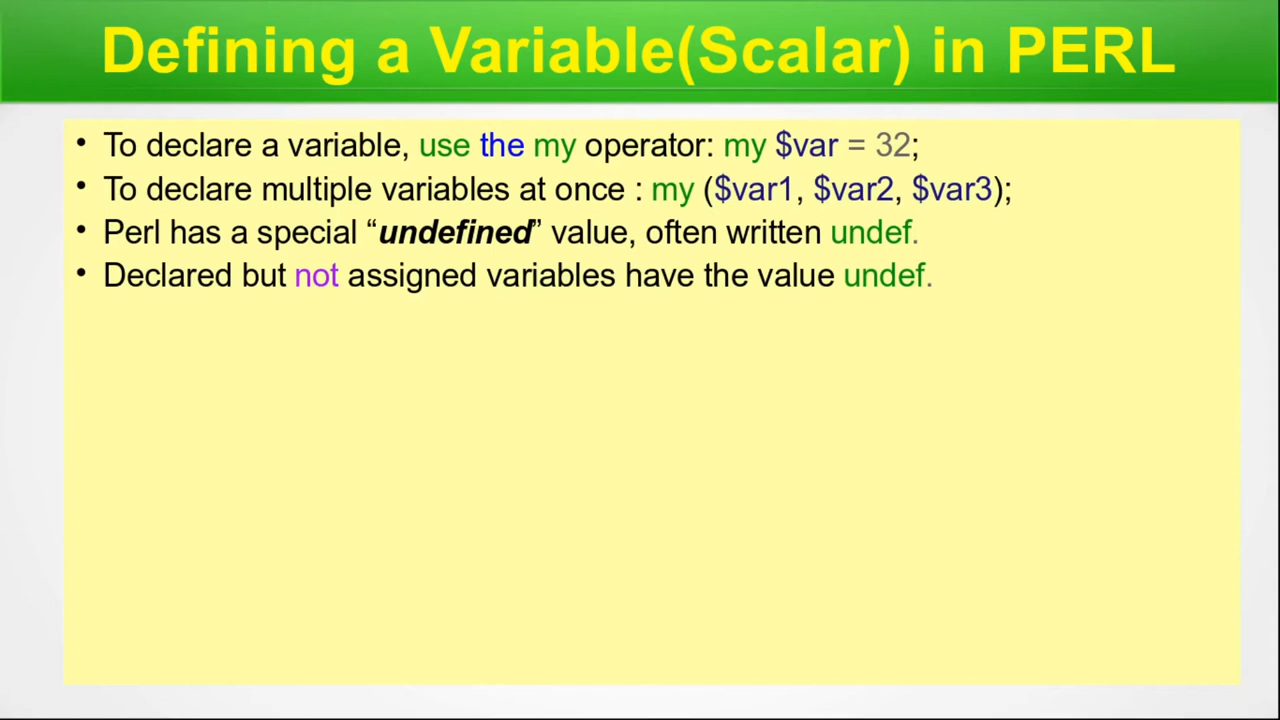 Defining a Variable(Scalar) in PERL
• To declare a variable, use the my operator: my $var = 32;
• To declare multiple variables at once : my ($var1, $var2, $var3);
• Perl has a special “undefined” value, often written undef.
• Declared but not assigned variables have the value undef.